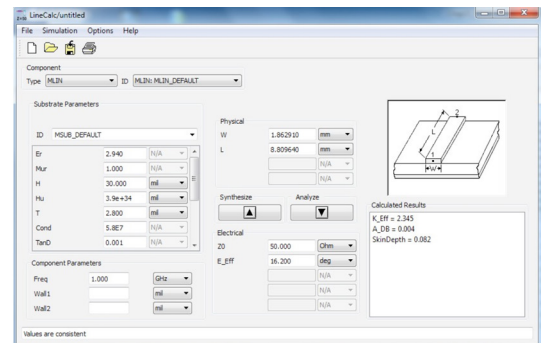 LineCalc/untitled
File Simulation Options Help
Component
Type MLIN ID MLIN: MLIN_DEFAULT
Substrate Parameters
ID MSUB_DEFAULT
Er 2.940 N/A
Mur 1.000 N/A
H 30.000 mil
Hu 3.9e+34 mil
T 2.800 mil
Cond 5.8E7 N/A
TanD 0.001 N/A
Component Parameters
Freq 1.000 GHz
Wall1 mil
Wall2 mil
Physical
W 1.862910 mm
L 8.809640 mm
N/A
N/A
Synthesize Analyze
Electrical
Z0 50.000 Ohm
E_Eff 16.200 deg
N/A
N/A
N/A
2
L
1
W
Calculated Results
K_Eff = 2.345
A_DB = 0.004
SkinDepth = 0.082
Values are consistent